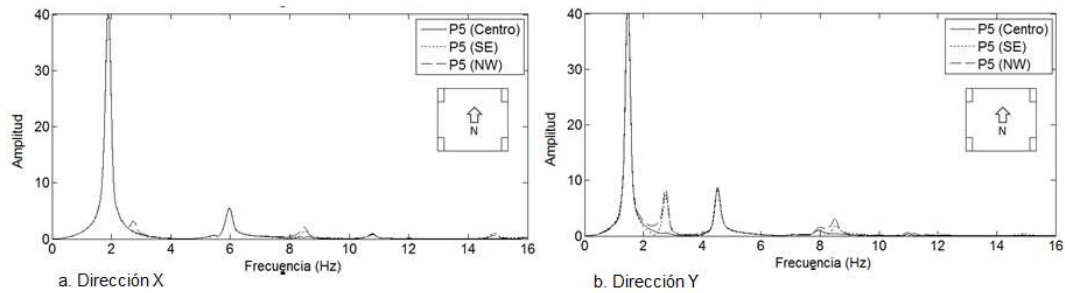 40
30
20
10
0
Amplitud
0 2 4 6 8 10 12 14 16
Frecuencia (Hz)
P5 (Centro)
P5 (SE)
P5 (NW)
N
a. Dirección X
40
30
20
10
0
Amplitud
0 2 4 6 8 10 12 14 16
Frecuencia (Hz)
P5 (Centro)
P5 (SE)
P5 (NW)
N
b. Dirección Y